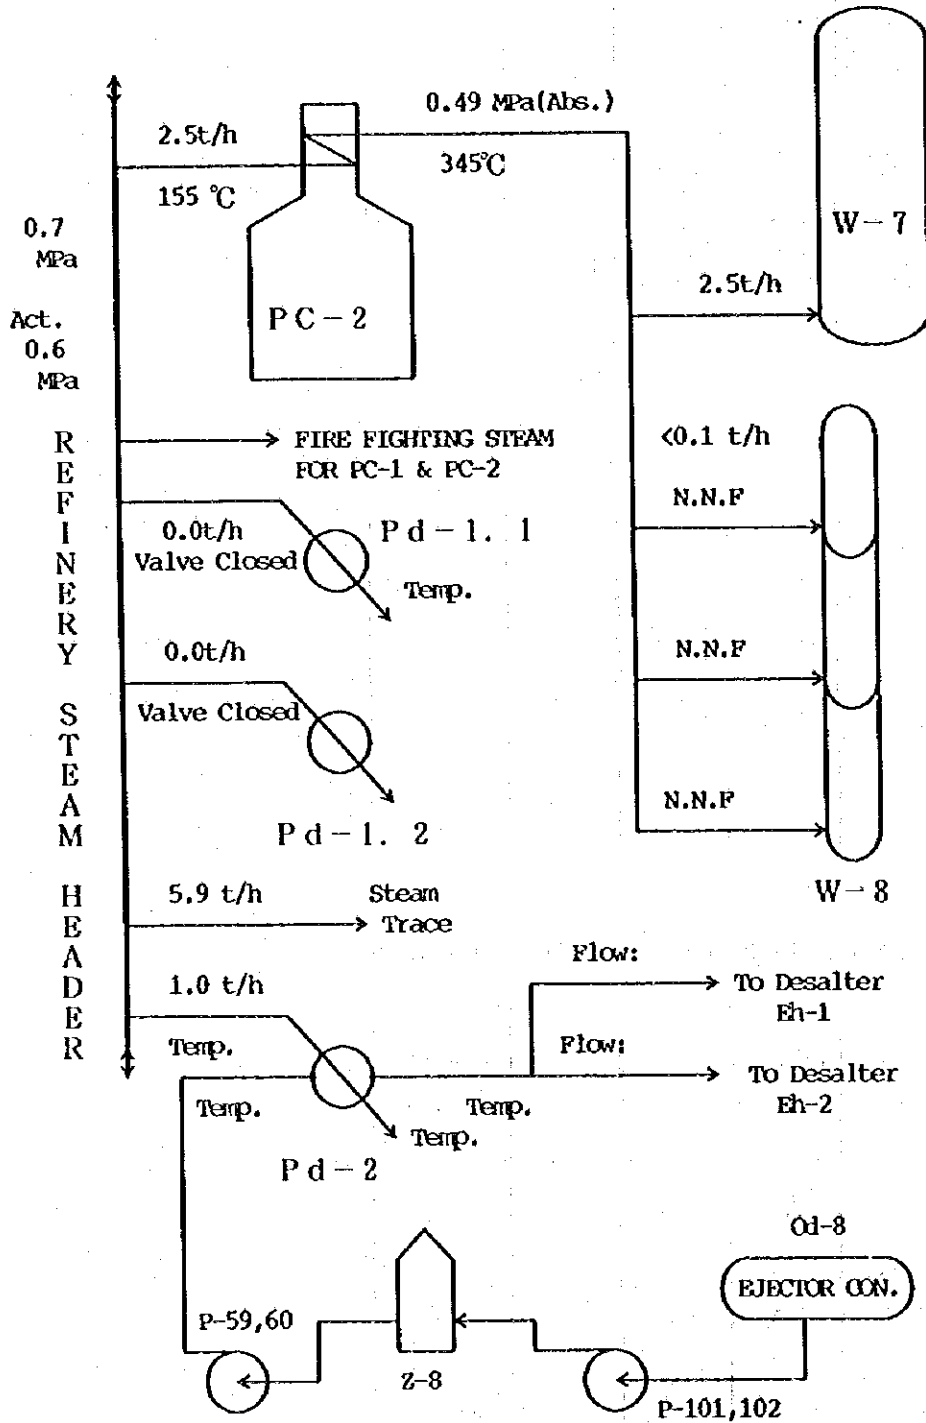 0.49 MPa(Abs.)
2.5t/h
155 ℃
345℃
0.7
MPa
W-7
2.5t/h
PC-2
Act.
0.6
MPa
REFINERY STEAM HEADER
FIRE FIGHTING STEAM
FOR PC-1 & PC-2
<0.1 t/h
N.N.F
0.0t/h
Valve Closed
Pd-1. 1
Temp.
0.0t/h
N.N.F
Valve Closed
Pd-1. 2
N.N.F
W-8
5.9 t/h
Steam
Trace
Flow:
1.0 t/h
To Desalter
Eh-1
Temp.
Flow:
Temp.
Temp.
To Desalter
Eh-2
Temp.
Pd-2
Od-8
EJECTOR CON.
P-59,60
Z-8
P-101,102